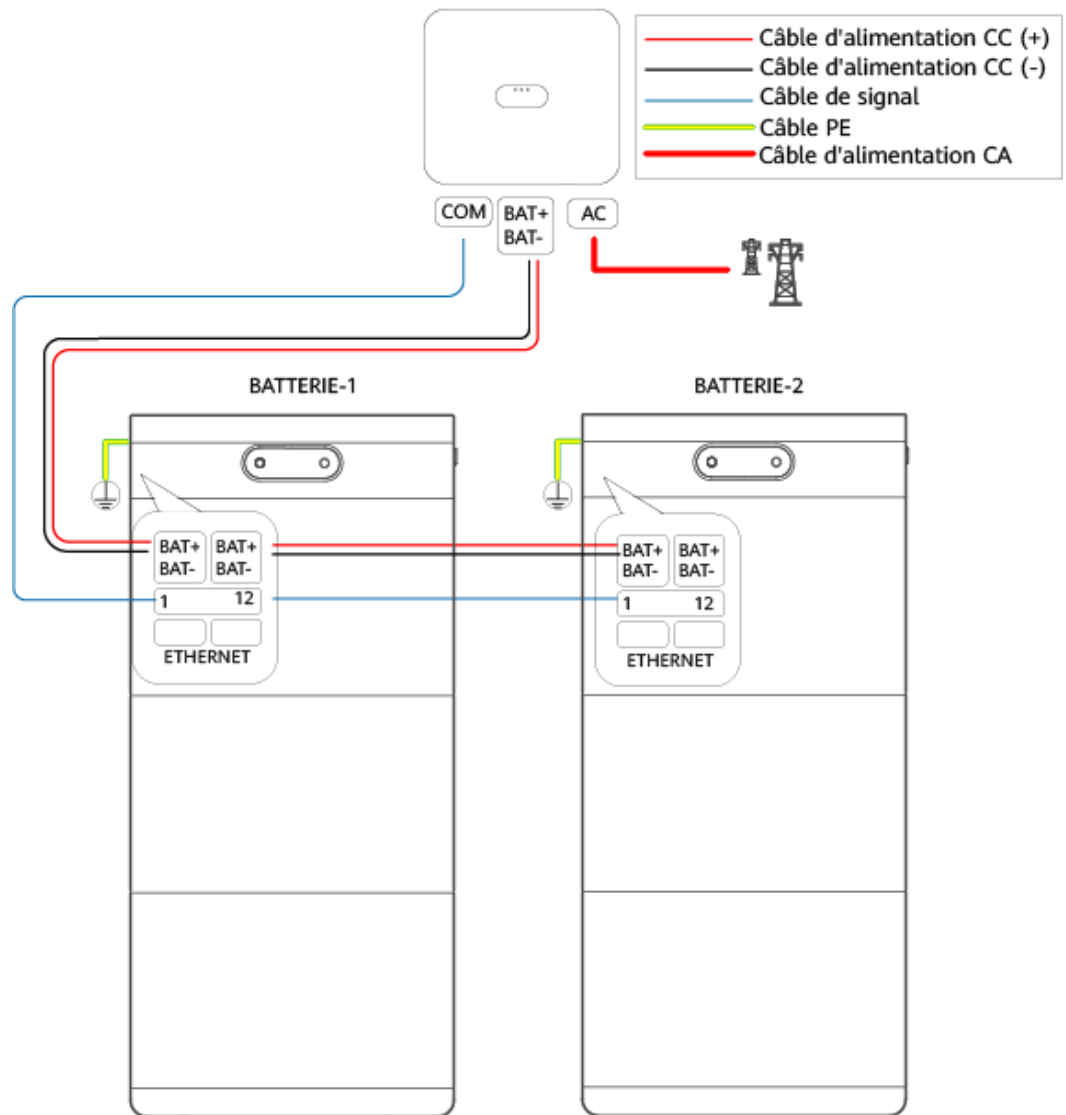 Câble d'alimentation CC (+)
Câble d'alimentation CC (-)
Câble de signal
Câble PE
Câble d'alimentation CA
COM
BAT+
BAT-
AC
BATTERIE-1
BATTERIE-2
BAT+ BAT+
BAT- BAT-
1 12
ETHERNET
BAT+ BAT+
BAT- BAT-
1 12
ETHERNET